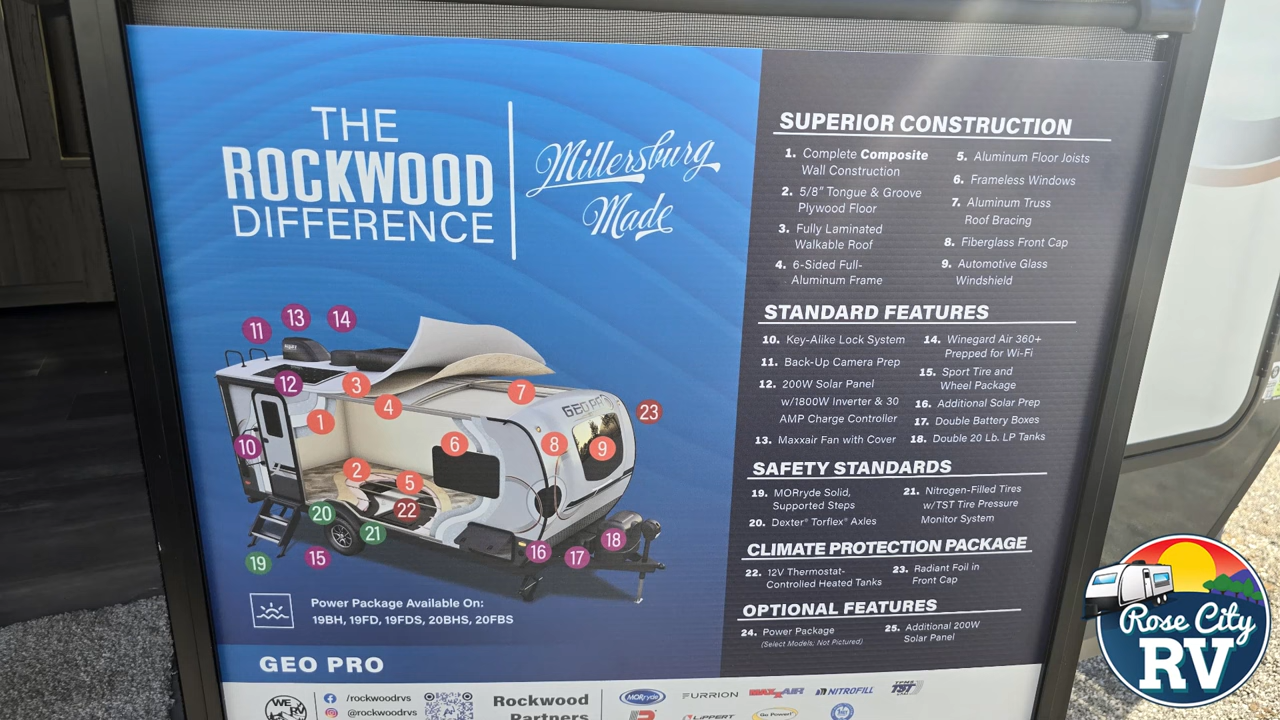 THE
ROCKWOOD
DIFFERENCE
Millersburg
Made
SUPERIOR CONSTRUCTION
1. Complete Composite
Wall Construction
2. 5/8" Tongue & Groove
Plywood Floor
3. Fully Laminated
Walkable Roof
4. 6-Sided Full-
Aluminum Frame
5. Aluminum Floor Joists
6. Frameless Windows
7. Aluminum Truss
Roof Bracing
8. Fiberglass Front Cap
9. Automotive Glass
Windshield
STANDARD FEATURES
10. Key-Alike Lock System
11. Back-Up Camera Prep
12. 200W Solar Panel
w/1800W Inverter & 30
AMP Charge Controller
13. Maxxair Fan with Cover
14. Winegard Air 360+
Prepped for Wi-Fi
15. Sport Tire and
Wheel Package
16. Additional Solar Prep
17. Double Battery Boxes
18. Double 20 Lb. LP Tanks
SAFETY STANDARDS
19. MORryde Solid,
Supported Steps
20. Dexter® Torflex® Axles
21. Nitrogen-Filled Tires
w/TST Tire Pressure
Monitor System
CLIMATE PROTECTION PACKAGE
22. 12V Thermostat-
Controlled Heated Tanks
23. Radiant Foil in
Front Cap
OPTIONAL FEATURES
24. Power Package
(Select Models, Not Pictured)
25. Additional 200W
Solar Panel
11 13 14
12 3 4 7 23
1 GEO PRO
10 6 8 9
2 5 22
20 21 18
19 15 16 17
Power Package Available On:
19BH, 19FD, 19FDS, 20BHS, 20FBS
GEO PRO
WE RV
/rockwoodrvs
@rockwoodrvs
Rockwood
Partners
MORryde
FURRION
MAXXAIR
NITROFILL
TPMS
TST
LIPPERT
Go Power!
Rose City
RV